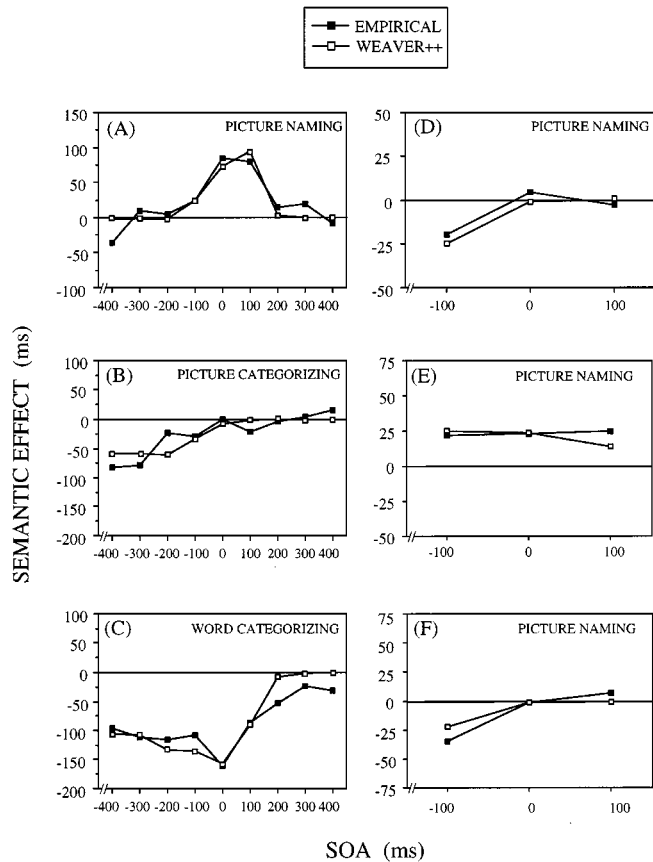 EMPIRICAL
WEAVER++
(A) PICTURE NAMING
150
100
50
0
-50
-100
-400 -300 -200 -100 0 100 200 300 400
(D) PICTURE NAMING
50
25
0
-25
-50
-100 0 100
(B) PICTURE CATEGORIZING
100
50
0
-50
-100
-150
-200
-400 -300 -200 -100 0 100 200 300 400
(E) PICTURE NAMING
75
50
25
0
-25
-50
-100 0 100
(C) WORD CATEGORIZING
100
50
0
-50
-100
-150
-200
-400 -300 -200 -100 0 100 200 300 400
(F) PICTURE NAMING
75
50
25
0
-25
-50
-75
-100 0 100
SEMANTIC EFFECT (ms)
SOA (ms)